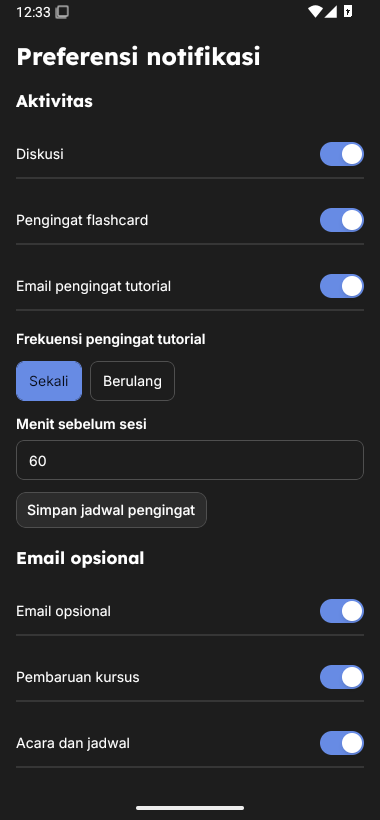 12:33
Preferensi notifikasi
Aktivitas
Diskusi
Pengingat flashcard
Email pengingat tutorial
Frekuensi pengingat tutorial
Sekali Berulang
Menit sebelum sesi
60
Simpan jadwal pengingat
Email opsional
Email opsional
Pembaruan kursus
Acara dan jadwal